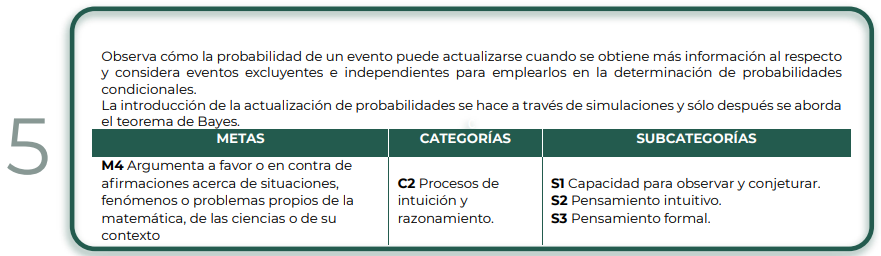 5
Observa cómo la probabilidad de un evento puede actualizarse cuando se obtiene más información al respecto
y considera eventos excluyentes e independientes para emplearlos en la determinación de probabilidades
condicionales.
La introducción de la actualización de probabilidades se hace a través de simulaciones y sólo después se aborda
el teorema de Bayes.
METAS CATEGORÍAS SUBCATEGORÍAS
M4 Argumenta a favor o en contra de
afirmaciones acerca de situaciones,
fenómenos o problemas propios de la
matemática, de las ciencias o de su
contexto
C2 Procesos de
intuición y
razonamiento.
S1 Capacidad para observar y conjeturar.
S2 Pensamiento intuitivo.
S3 Pensamiento formal.